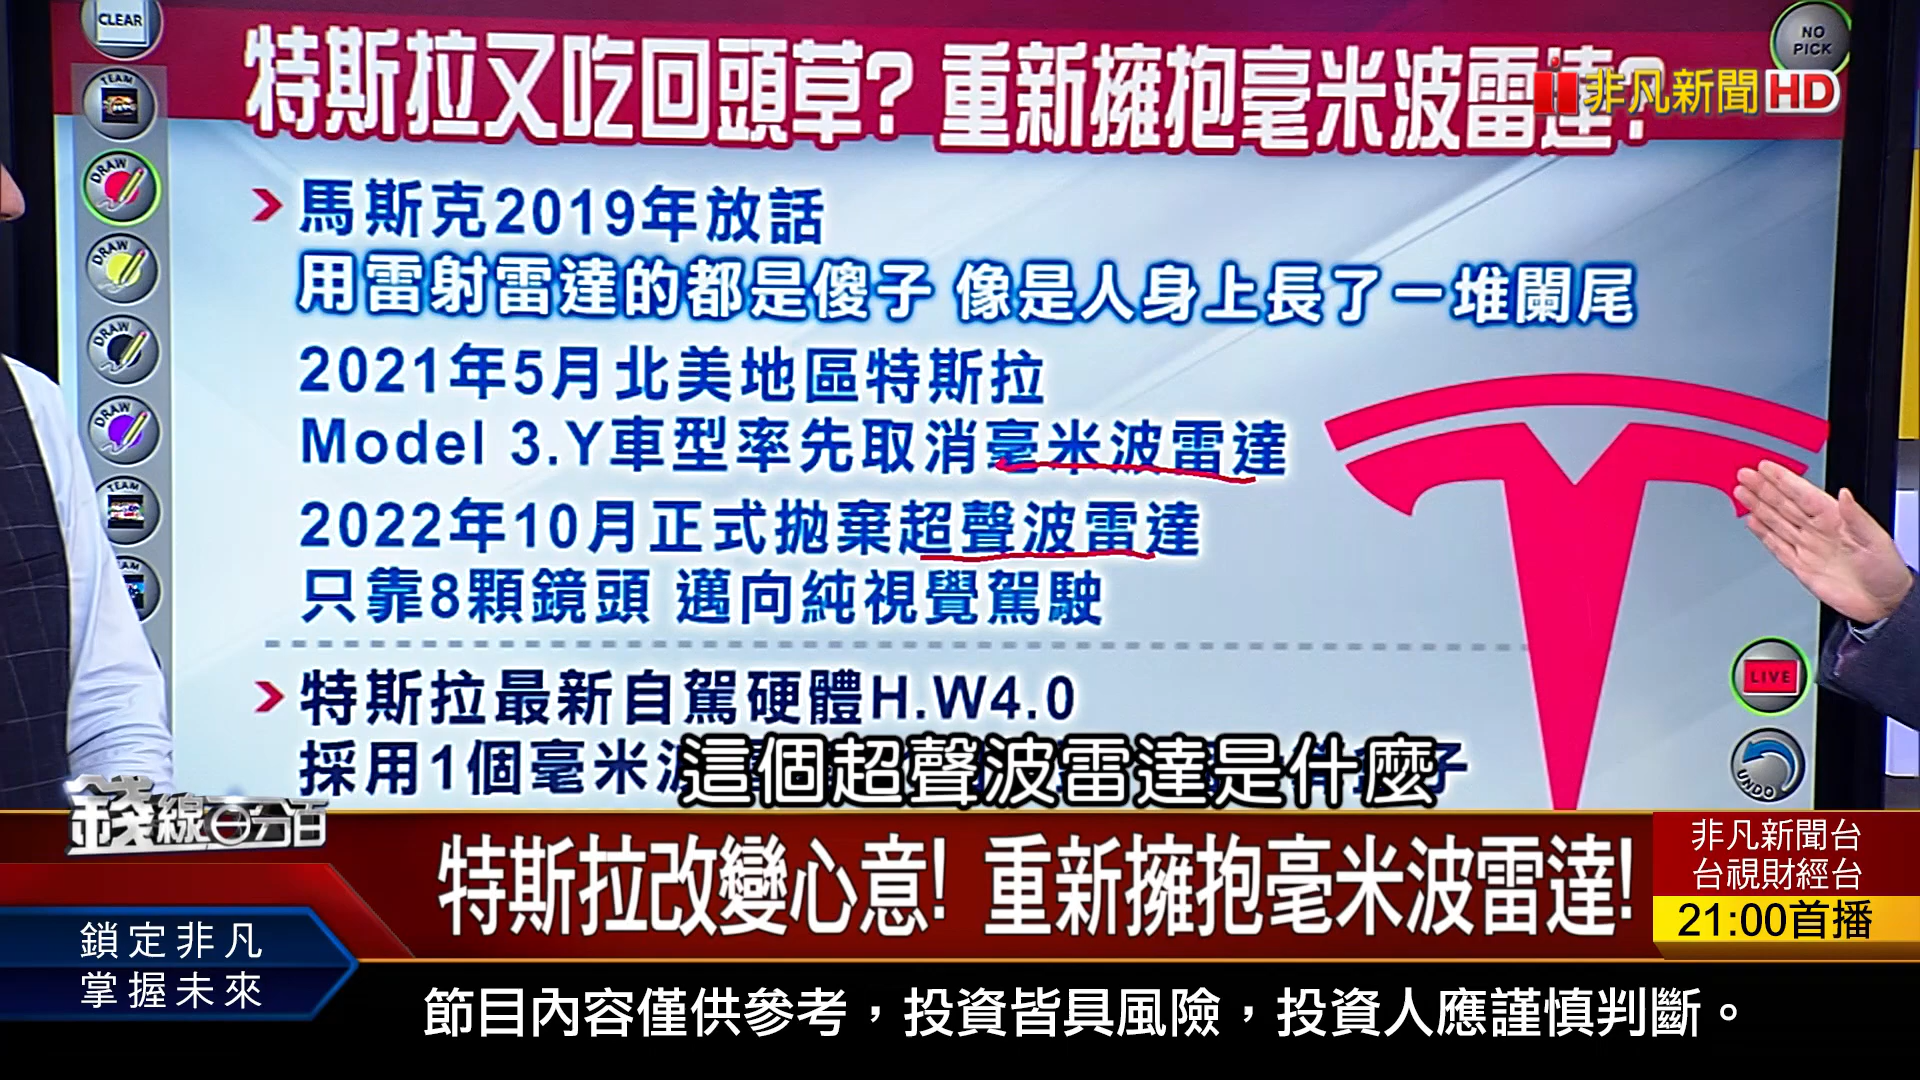 CLEAR
TEAM
DRAW
DRAW
DRAW
DRAW
TEAM
NO
PICK
特斯拉又吃回頭草? 重新擁抱毫米波雷達?
非凡新聞HD
馬斯克2019年放話
用雷射雷達的都是傻子 像是人身上長了一堆闌尾
2021年5月北美地區特斯拉
Model 3.Y車型率先取消毫米波雷達
2022年10月正式拋棄超聲波雷達
只靠8顆鏡頭 邁向純視覺駕駛
特斯拉最新自駕硬體H.W4.0
採用1個毫米波
LIVE
UNDO
這個超聲波雷達是什麼
錢線百分百
特斯拉改變心意! 重新擁抱毫米波雷達!
非凡新聞台
台視財經台
21:00首播
鎖定非凡
掌握未來
節目內容僅供參考，投資皆具風險，投資人應謹慎判斷。